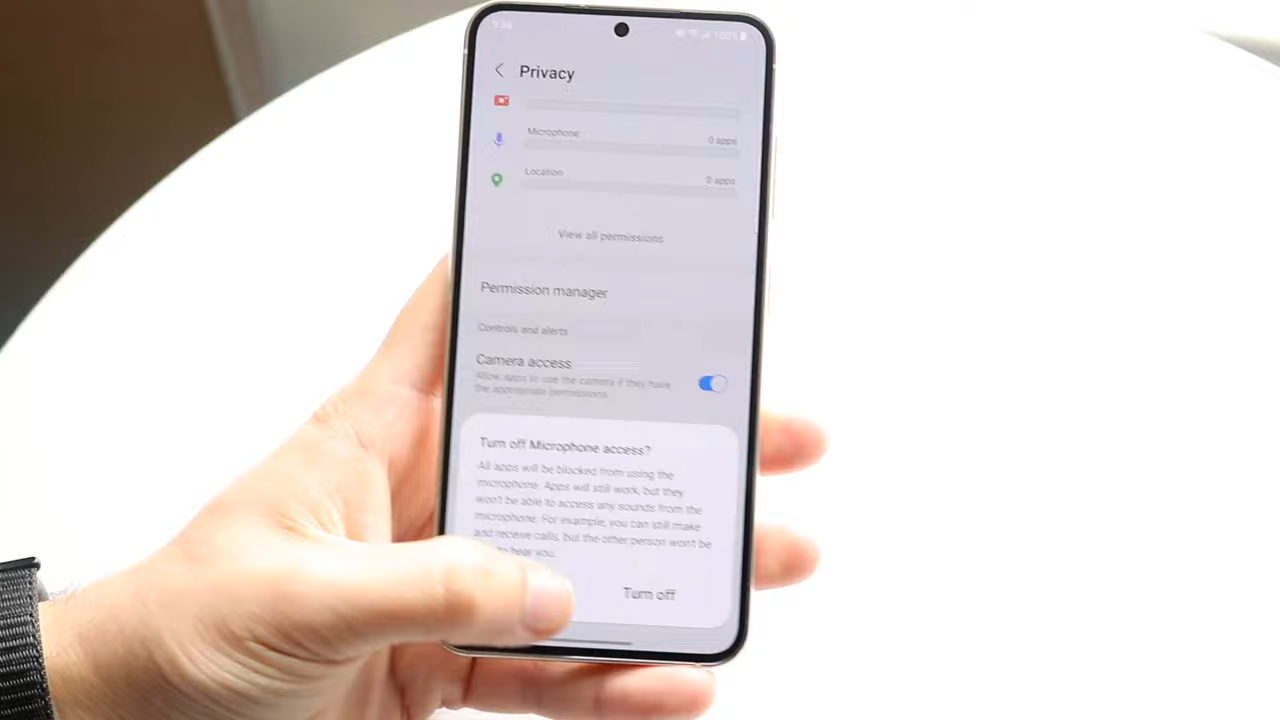 9:36
100%
Privacy
Microphone
0 apps
Location
0 apps
View all permissions
Permission manager
Controls and alerts
Camera access
Allow apps to use the camera if they have
the appropriate permissions.
Turn off Microphone access?
All apps will be blocked from using the
microphone. Apps will still work, but they
won't be able to access any sounds from the
microphone. For example, you can still make
and receive calls, but the other person won't be
to hear you.
Turn off